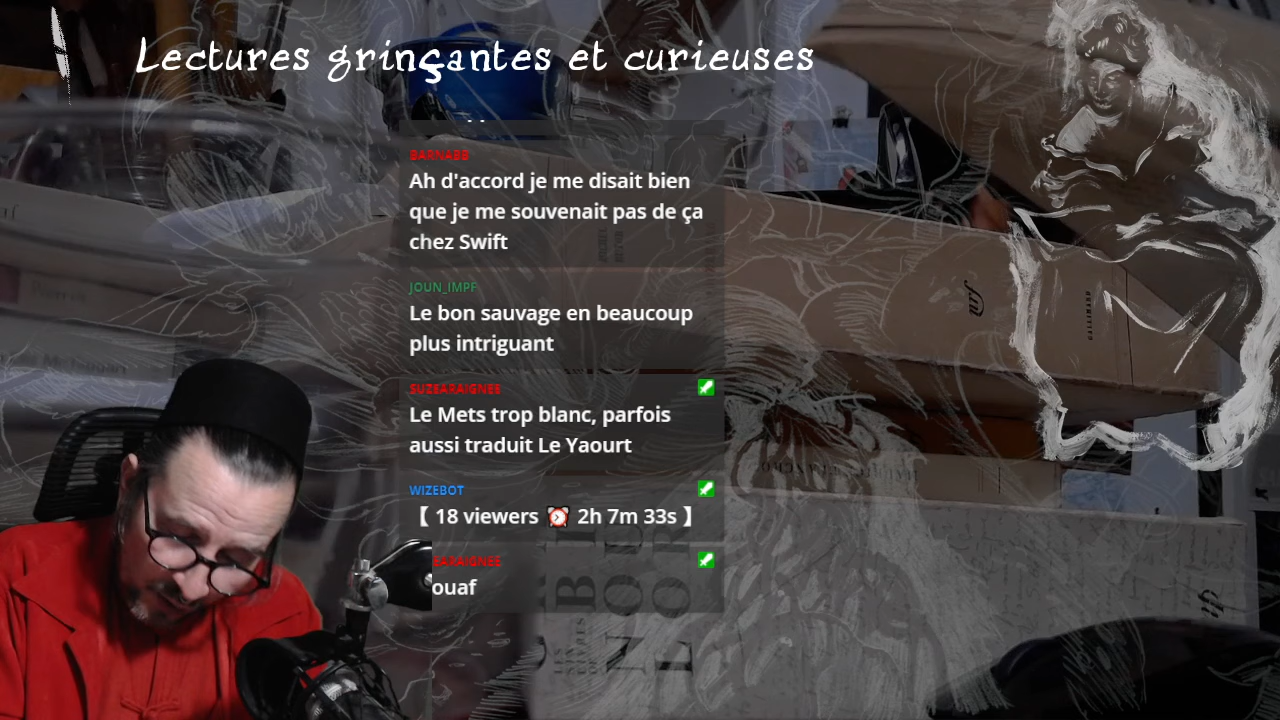 Lectures grinçantes et curieuses
BARNABB
Ah d'accord je me disait bien
que je me souvenait pas de ça
chez Swift
JOUN_IMPF
Le bon sauvage en beaucoup
plus intriguant
SUZEARAIGNEE
Le Mets trop blanc, parfois
aussi traduit Le Yaourt
WIZEBOT
【 18 viewers ⏰ 2h 7m 33s 】
EARAIGNEE
ouaf
GALLIMARD